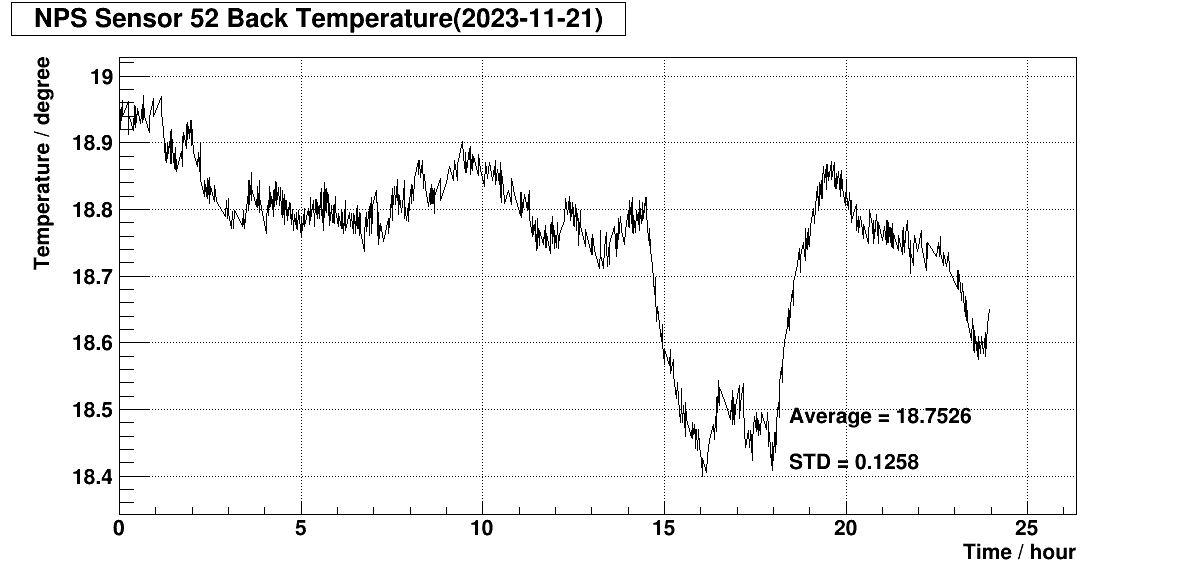 NPS Sensor 52 Back Temperature(2023-11-21)
Temperature / degree
19
18.9
18.8
18.7
18.6
18.5
18.4
Average = 18.7526
STD = 0.1258
0 5 10 15 20 25
Time / hour